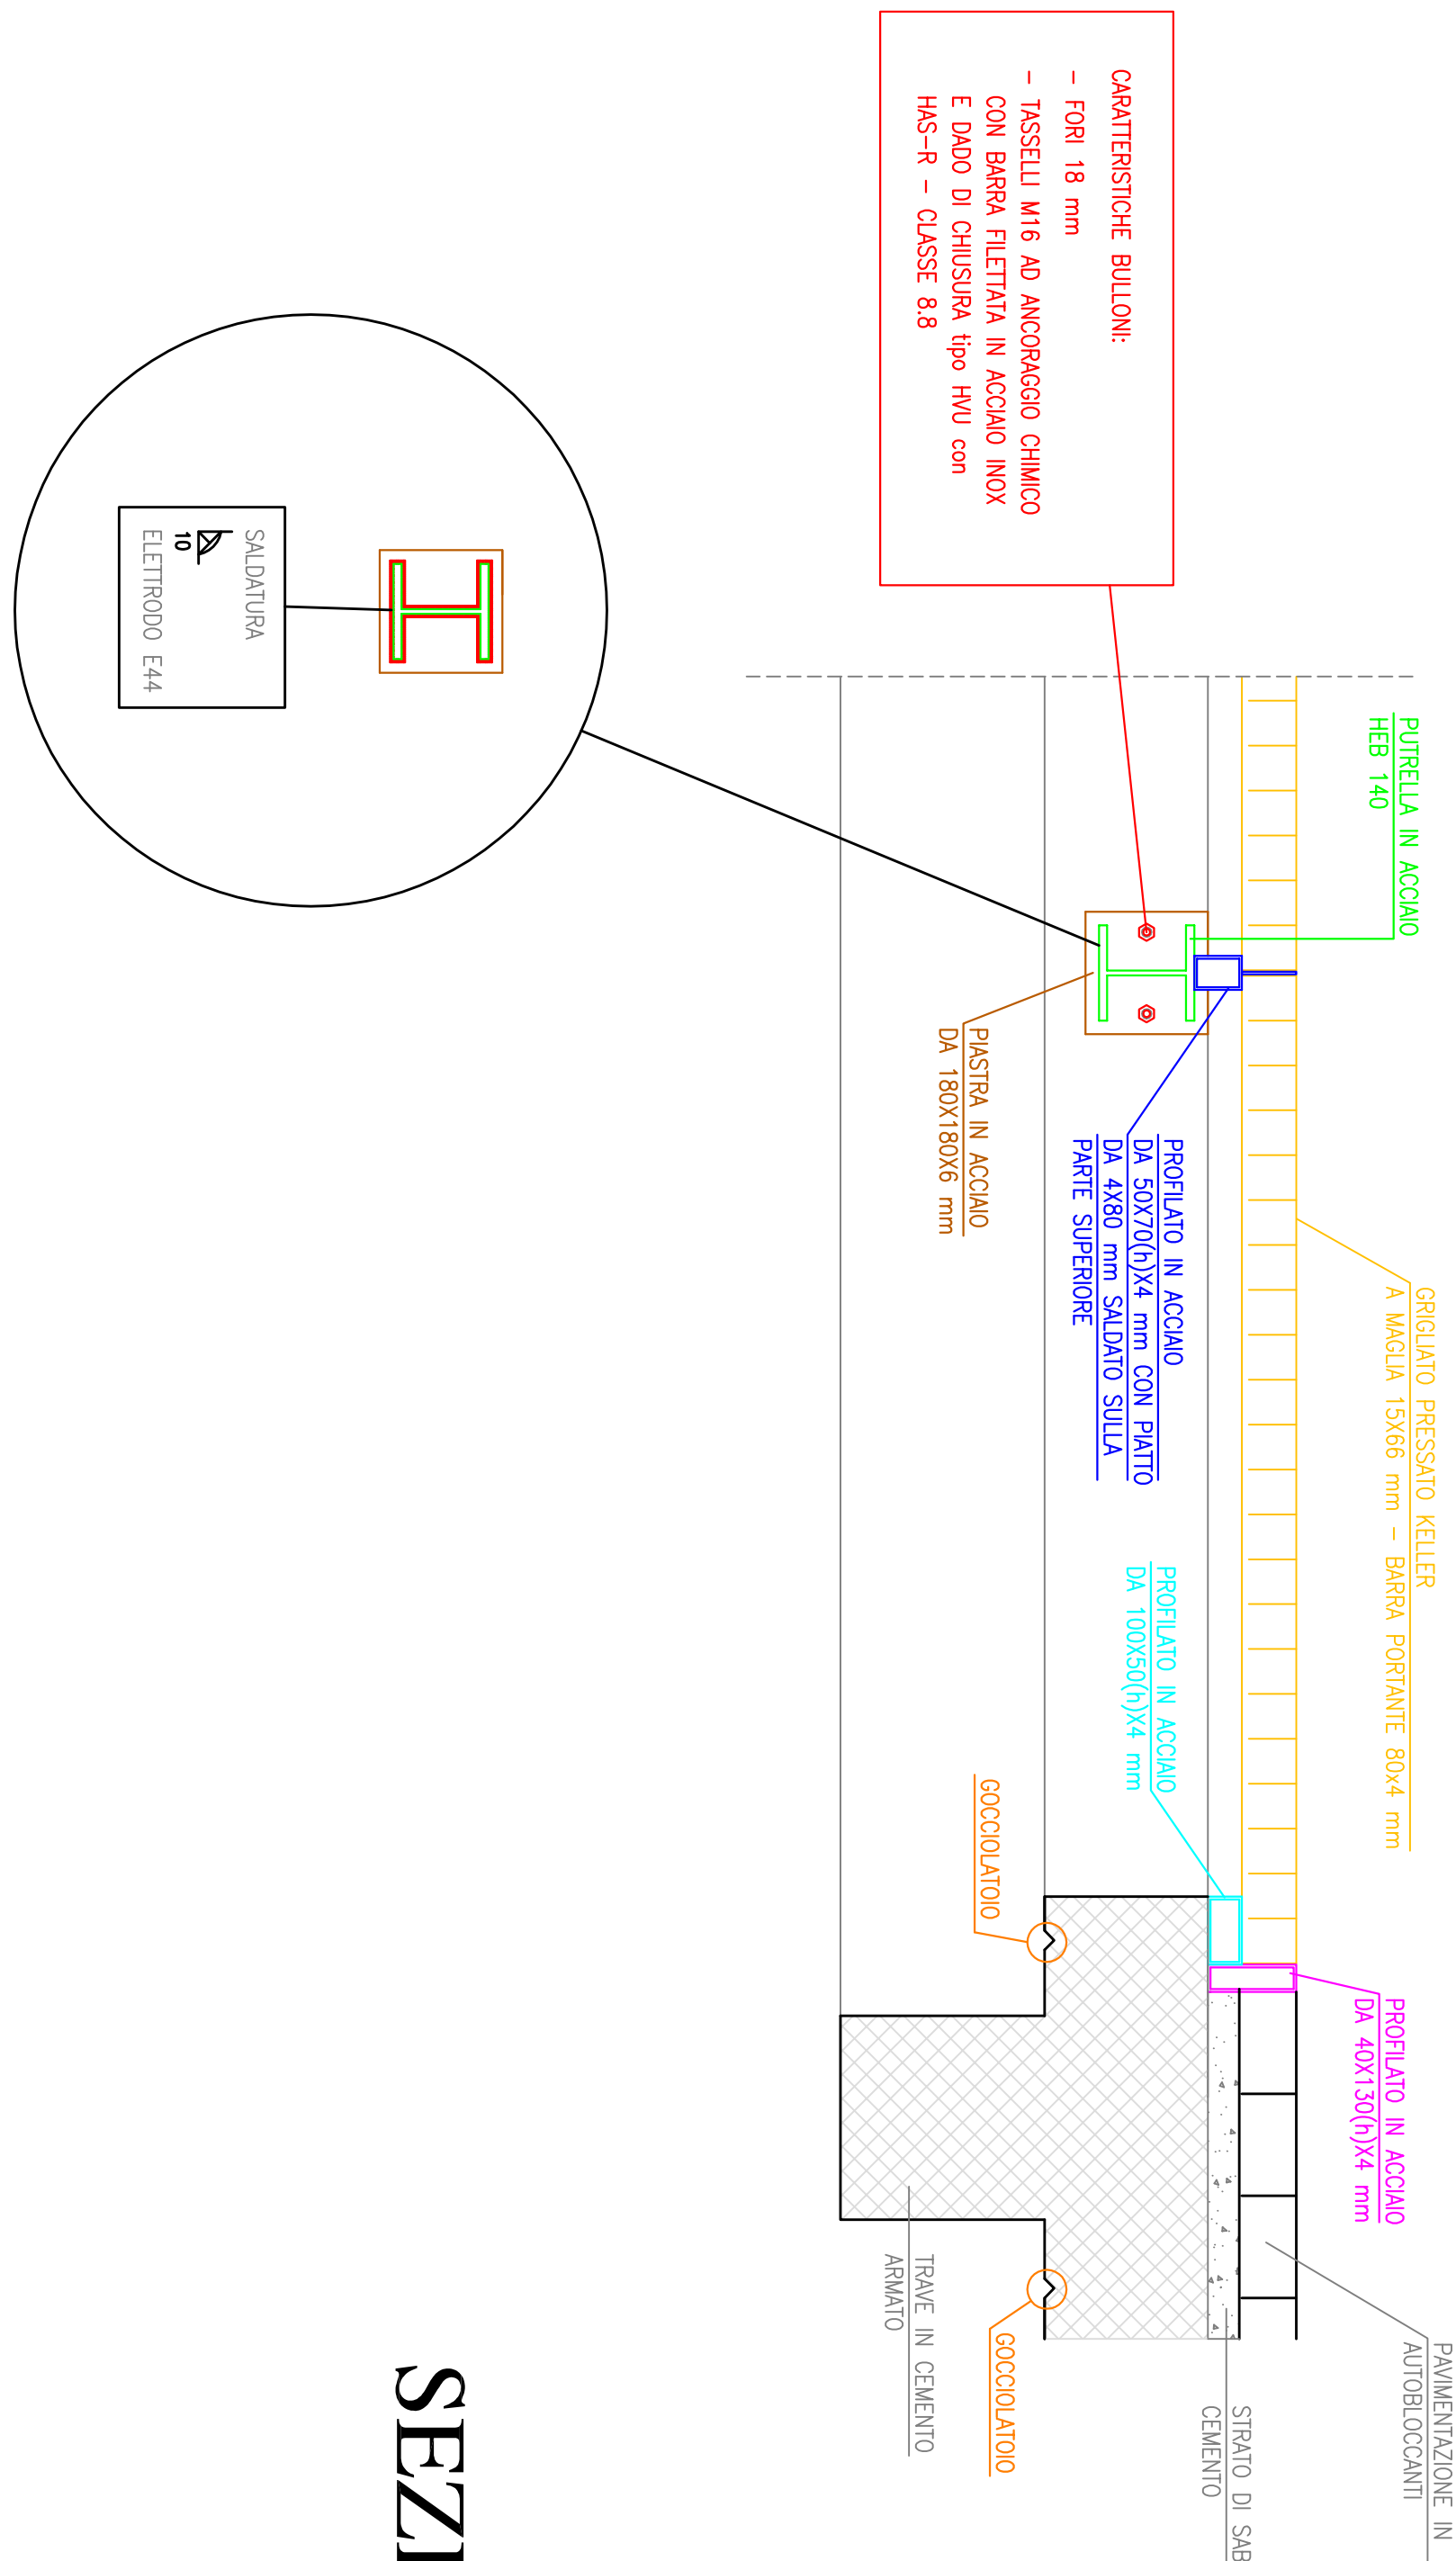 CARATTERISTICHE BULLONI:
- FORI 18 mm
- TASSELLI M16 AD ANCORAGGIO CHIMICO
CON BARRA FILETTATA IN ACCIAIO INOX
E DADO DI CHIUSURA tipo HVU con
HAS-R - CLASSE 8.8
PUTRELLA IN ACCIAIO
HEB 140
GRIGLIATO PRESSATO KELLER
A MAGLIA 15X66 mm - BARRA PORTANTE 80x4 mm
PROFILATO IN ACCIAIO
DA 40X130(h)X4 mm
PAVIMENTAZIONE IN
AUTOBLOCCANTI
STRATO DI SAB
CEMENTO
PROFILATO IN ACCIAIO
DA 50X70(h)X4 mm CON PIATTO
DA 4X80 mm SALDATO SULLA
PARTE SUPERIORE
PROFILATO IN ACCIAIO
DA 100X50(h)X4 mm
PIASTRA IN ACCIAIO
DA 180X180X6 mm
GOCCIOLATOIO
GOCCIOLATOIO
TRAVE IN CEMENTO
ARMATO
SALDATURA
10
ELETTRODO E44
SEZI